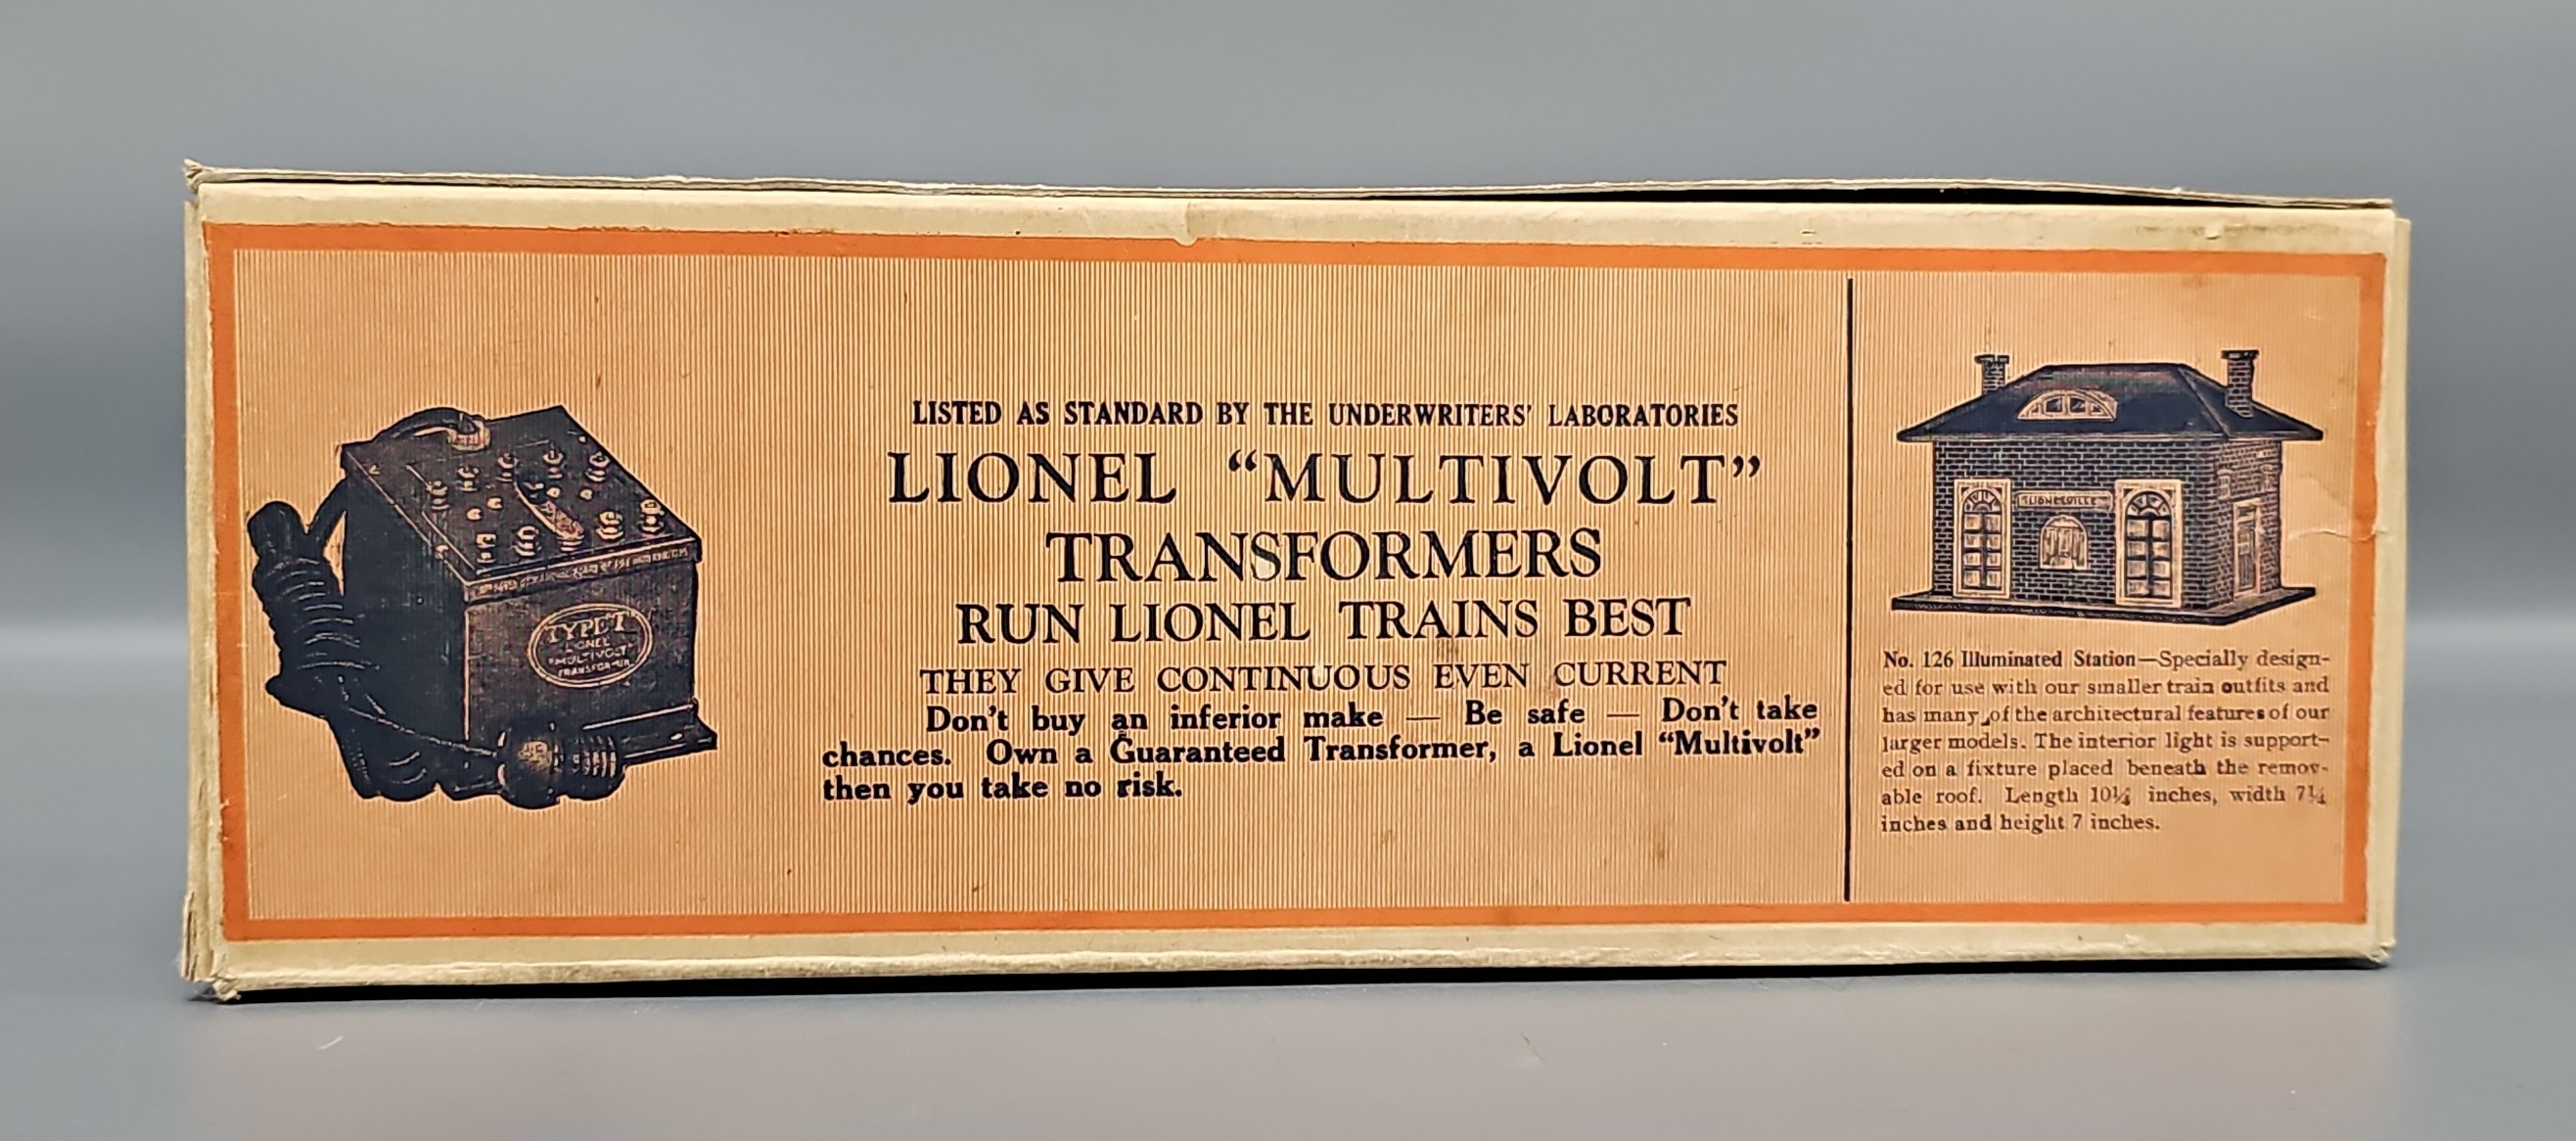 LISTED AS STANDARD BY THE UNDERWRITERS' LABORATORIES
LIONEL “MULTIVOLT”
TRANSFORMERS
RUN LIONEL TRAINS BEST
THEY GIVE CONTINUOUS EVEN CURRENT
Don't buy an inferior make — Be safe — Don't take
chances. Own a Guaranteed Transformer, a Lionel “Multivolt”
then you take no risk.
TYPE T
LIONEL
"MULTIVOLT"
TRANSFORMER
LIONELVILLE
No. 126 Illuminated Station—Specially design-
ed for use with our smaller train outfits and
has many of the architectural features of our
larger models. The interior light is support-
ed on a fixture placed beneath the remov-
able roof. Length 10¼ inches, width 7¼
inches and height 7 inches.